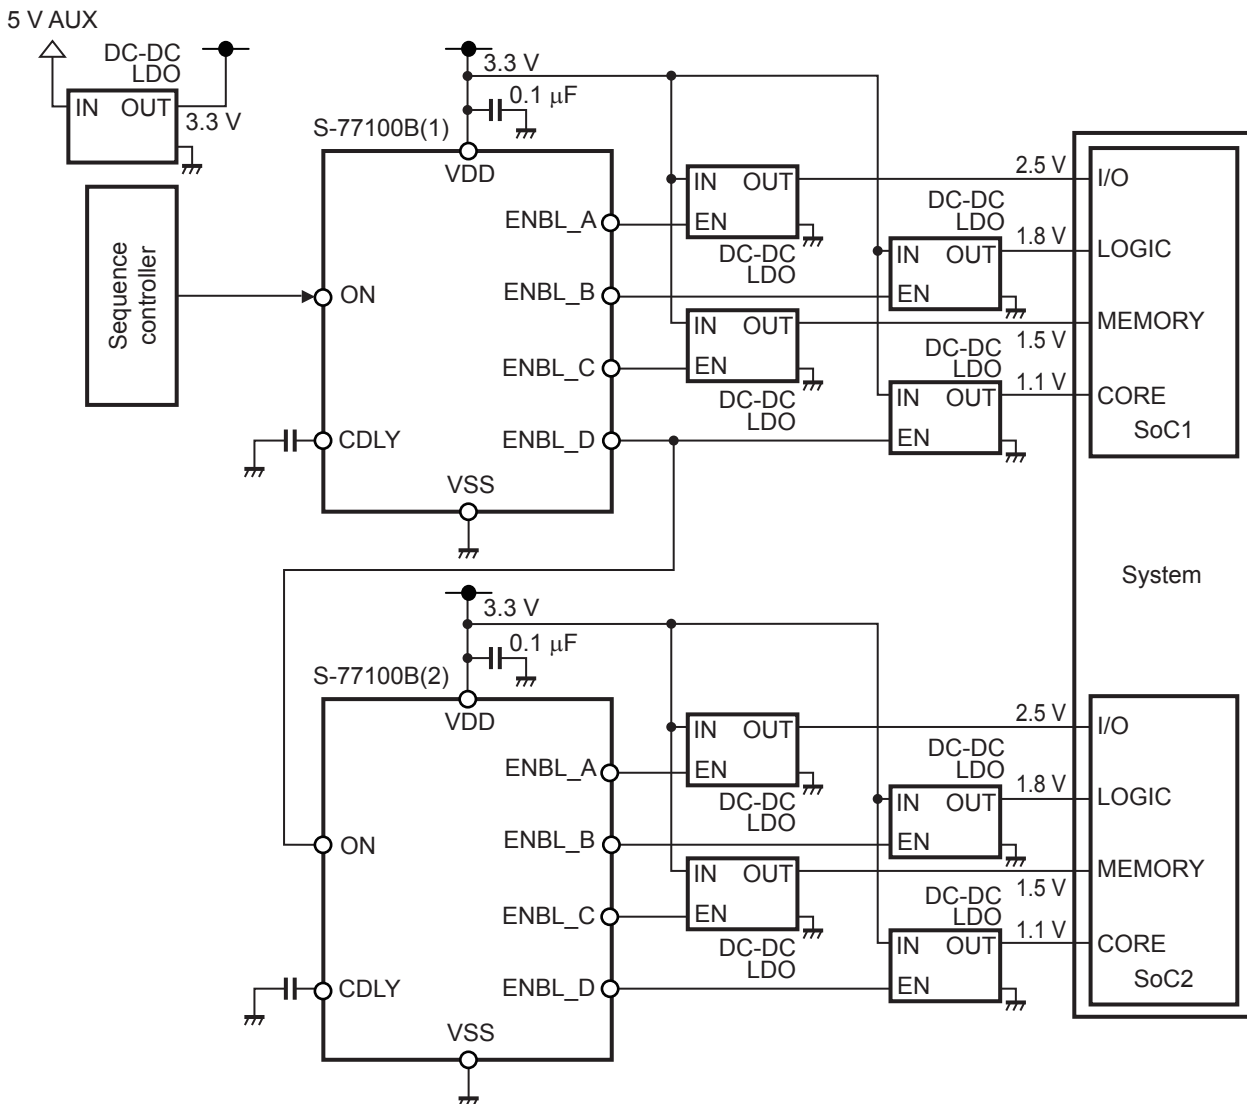 5 V AUX
DC-DC
LDO
IN OUT
3.3 V
Sequence
controller
3.3 V
0.1 μF
S-77100B(1)
VDD
ENBL_A
ENBL_B
ENBL_C
ENBL_D
ON
CDLY
VSS
IN OUT
EN
DC-DC
LDO
DC-DC
LDO
IN OUT
EN
IN OUT
EN
DC-DC
LDO
DC-DC
LDO
IN OUT
EN
2.5 V
1.8 V
1.5 V
1.1 V
I/O
LOGIC
MEMORY
CORE
SoC1
System
3.3 V
0.1 μF
S-77100B(2)
VDD
ENBL_A
ENBL_B
ENBL_C
ENBL_D
ON
CDLY
VSS
IN OUT
EN
DC-DC
LDO
DC-DC
LDO
IN OUT
EN
IN OUT
EN
DC-DC
LDO
DC-DC
LDO
IN OUT
EN
2.5 V
1.8 V
1.5 V
1.1 V
I/O
LOGIC
MEMORY
CORE
SoC2